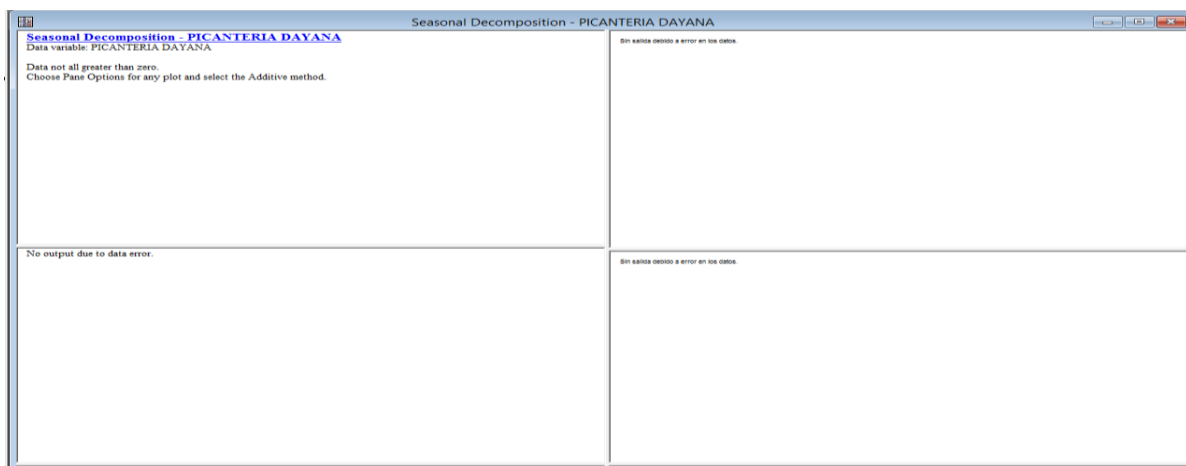 Seasonal Decomposition - PICANTERIA DAYANA
Seasonal Decomposition - PICANTERIA DAYANA
Data variable: PICANTERIA DAYANA
Data not all greater than zero.
Choose Pane Options for any plot and select the Additive method.
Sin salida debido a error en los datos.
No output due to data error.
Sin salida debido a error en los datos.